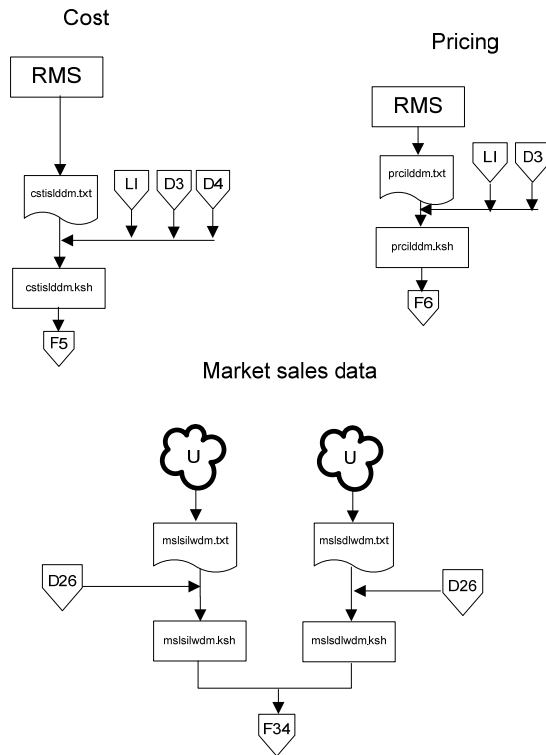 Cost
RMS
cstislddm.txt
LI
D3
D4
cstislddm.ksh
F5
Pricing
RMS
prcilddm.txt
LI
D3
prcilddm.ksh
F6
Market sales data
U
U
mslsilwdm.txt
mslsdlwdm.txt
D26
D26
mslsilwdm.ksh
mslsdlwdm.ksh
F34